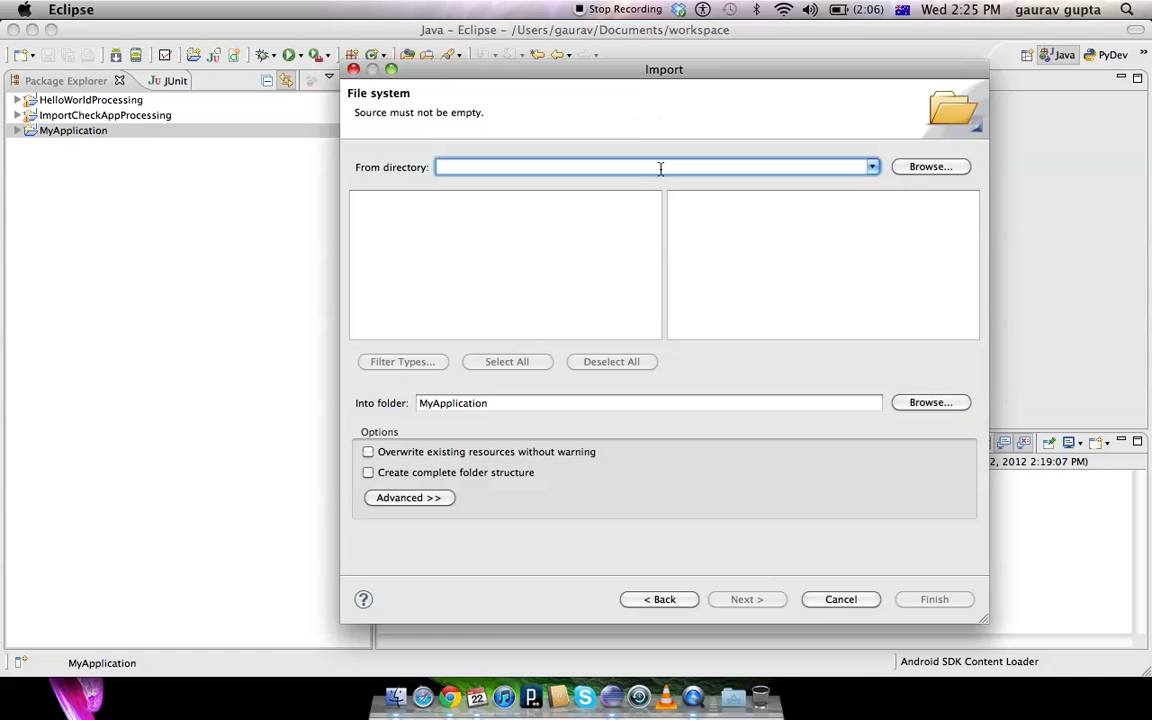 Eclipse
Stop Recording
(2:06)
Wed 2:25 PM
gaurav gupta
Java – Eclipse – /Users/gaurav/Documents/workspace
Java
PyDev
Package Explorer
JUnit
HelloWorldProcessing
ImportCheckAppProcessing
MyApplication
Import
File system
Source must not be empty.
From directory:
Browse...
Filter Types...
Select All
Deselect All
Into folder:
MyApplication
Browse...
Options
Overwrite existing resources without warning
Create complete folder structure
Advanced >>
2, 2012 2:19:07 PM)
?
< Back
Next >
Cancel
Finish
MyApplication
Android SDK Content Loader
22